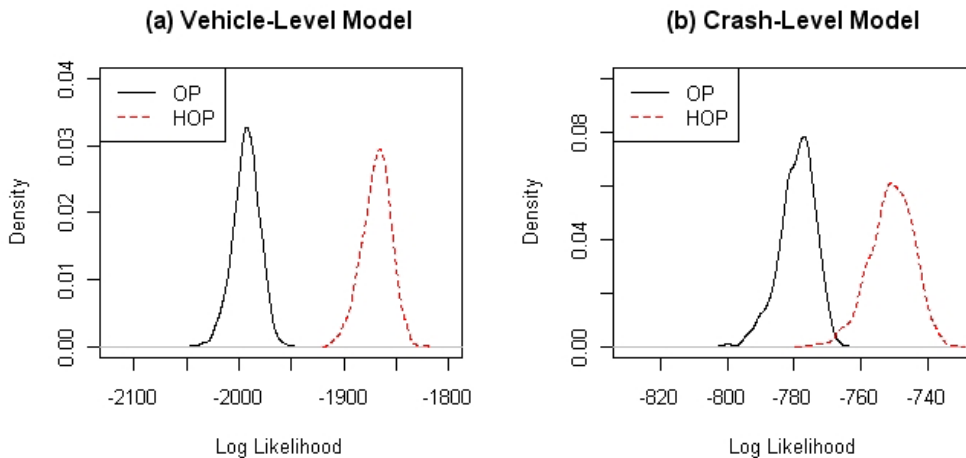 (a) Vehicle-Level Model
OP
HOP
0.04
0.03
0.02
0.01
0.00
Density
-2100 -2000 -1900 -1800
Log Likelihood
(b) Crash-Level Model
OP
HOP
0.08
0.04
0.00
Density
-820 -800 -780 -760 -740
Log Likelihood